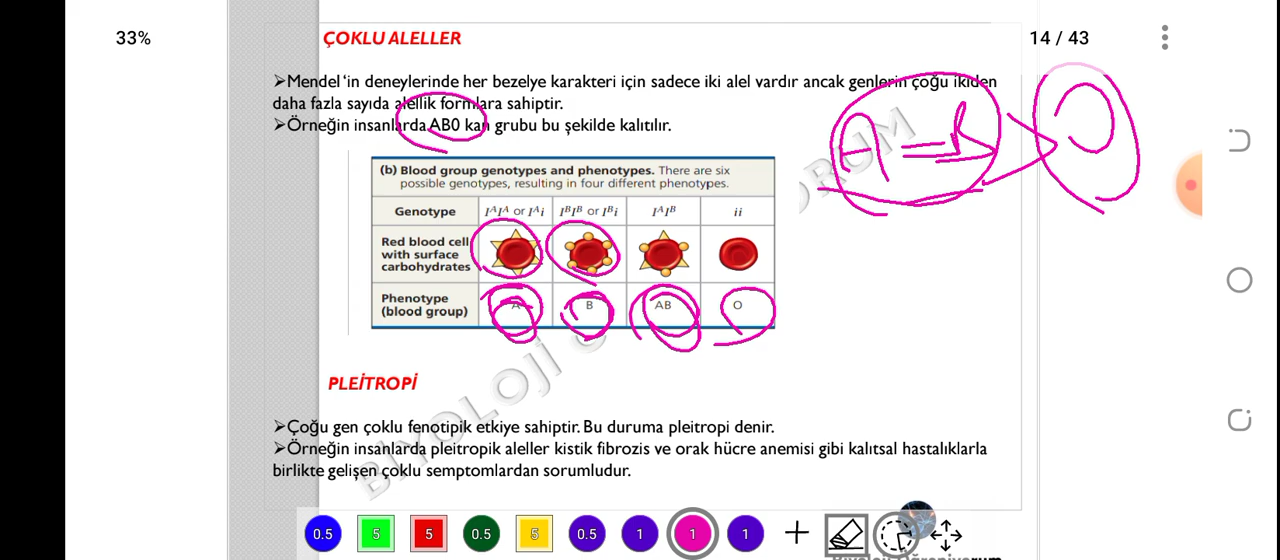 33%
ÇOKLU ALELLER
14 / 43
➢Mendel 'in deneylerinde her bezelye karakteri için sadece iki alel vardır ancak genlerin çoğu ikiden
daha fazla sayıda alellik formlara sahiptir.
➢Örneğin insanlarda AB0 kan grubu bu şekilde kalıtılır.
A = B > O
(b) Blood group genotypes and phenotypes. There are six
possible genotypes, resulting in four different phenotypes.
Genotype IᴬIᴬ or Iᴬi IᴮIᴮ or Iᴮi IᴬIᴮ ii
Red blood cell
with surface
carbohydrates
Phenotype
(blood group) A B AB O
PLEİTROPİ
➢Çoğu gen çoklu fenotipik etkiye sahiptir. Bu duruma pleitropi denir.
➢Örneğin insanlarda pleitropik aleller kistik fibrozis ve orak hücre anemisi gibi kalıtsal hastalıklarla
birlikte gelişen çoklu semptomlardan sorumludur.
BİYOLOJİ
0.5 5 5 0.5 5 0.5 1 1 1